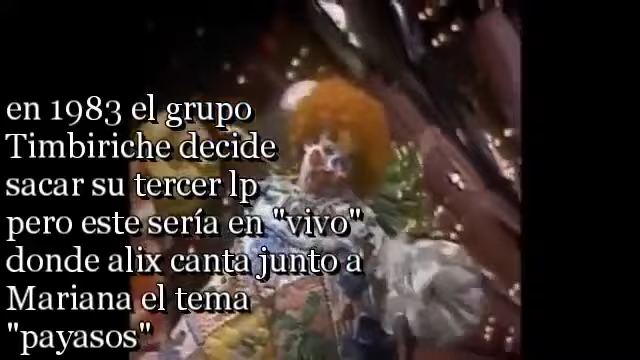 en 1983 el grupo
Timbiriche decide
sacar su tercer lp
pero este sería en "vivo"
donde alix canta junto a
Mariana el tema
"payasos"